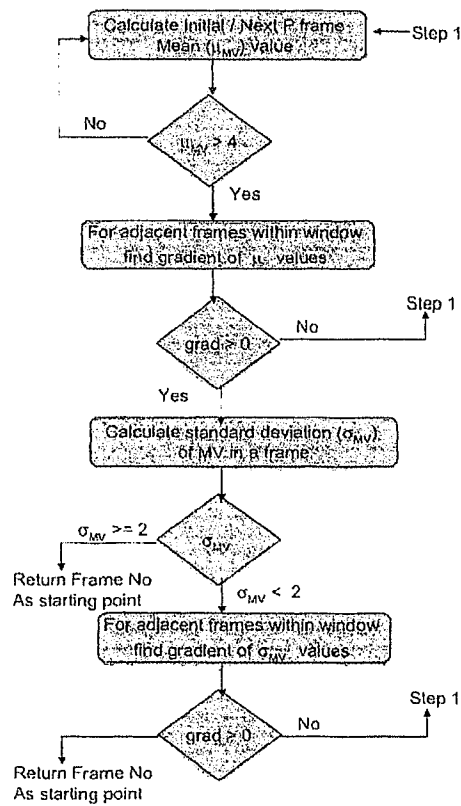 Calculate Initial / Next P frame
Mean (μMV) value
Step 1
No
μMV > 4
Yes
For adjacent frames within window
find gradient of μ values
Step 1
No
grad > 0
Yes
Calculate standard deviation (σMV)
of MV in a frame
σMV >= 2
σMV
Return Frame No
As starting point
σMV < 2
For adjacent frames within window
find gradient of σMV values
Step 1
No
grad > 0
Return Frame No
As starting point